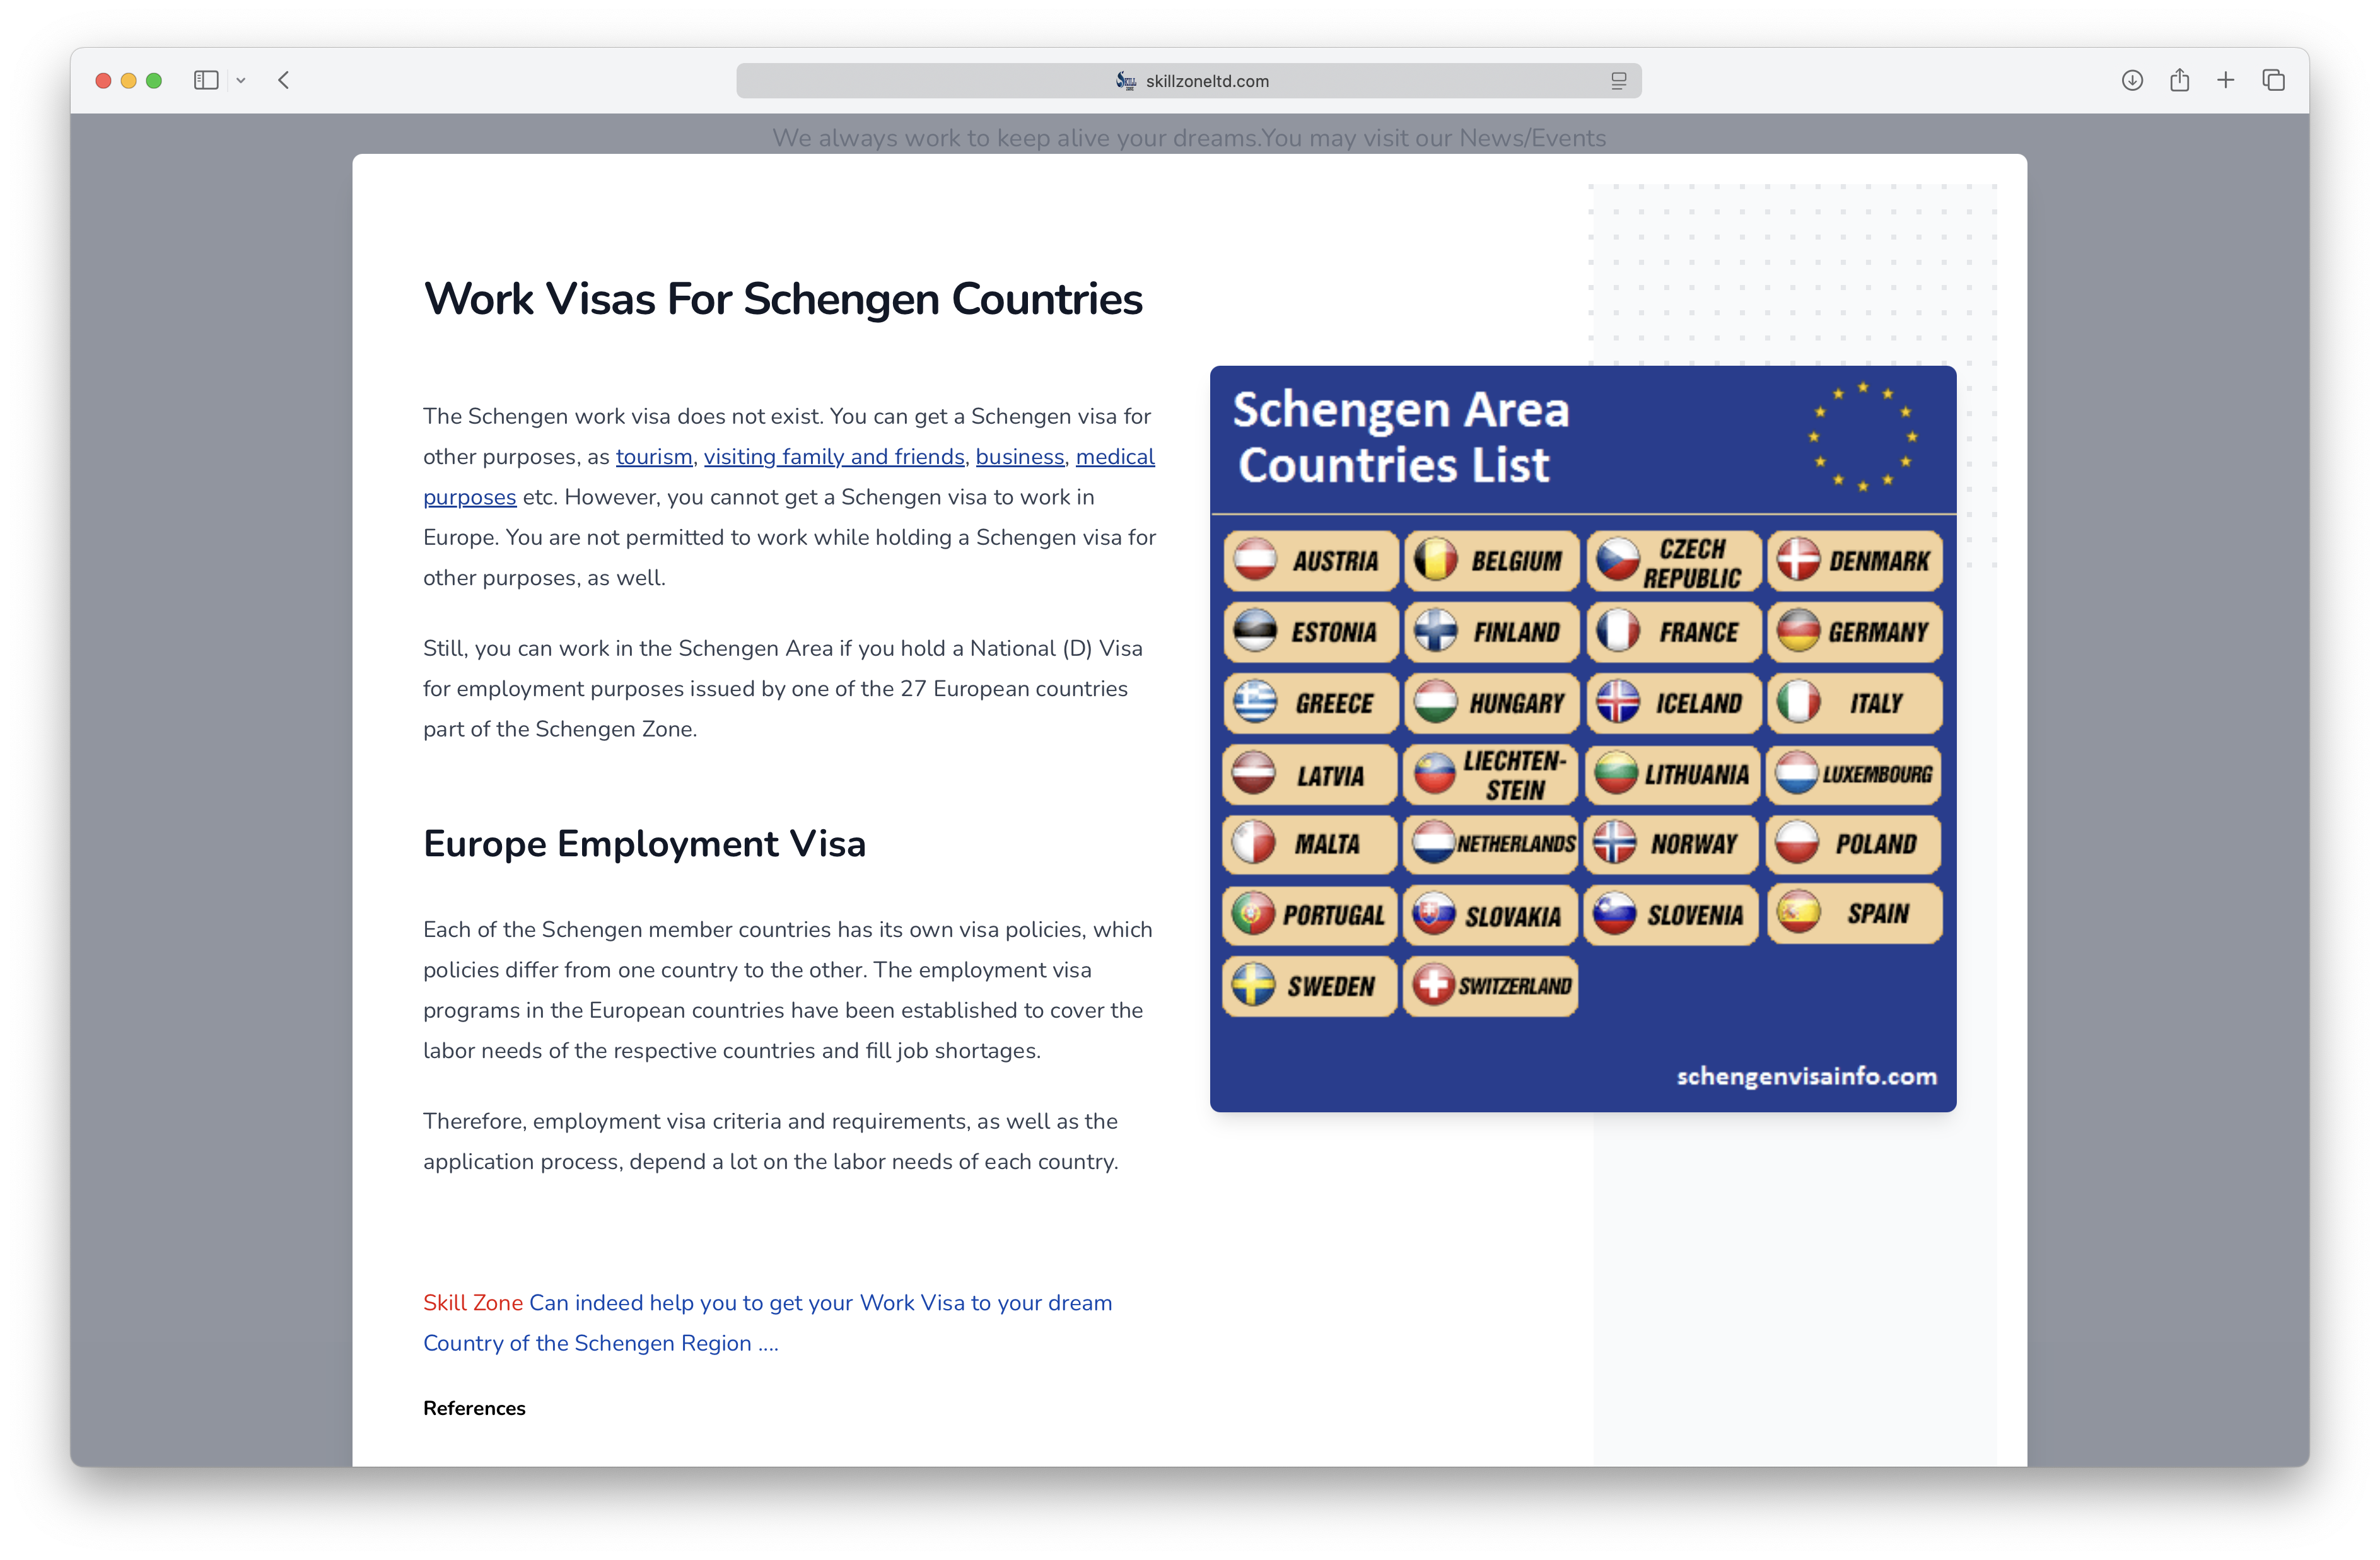 skillzoneltd.com
We always work to keep alive your dreams.You may visit our News/Events
Work Visas For Schengen Countries
The Schengen work visa does not exist. You can get a Schengen visa for
other purposes, as tourism, visiting family and friends, business, medical
purposes etc. However, you cannot get a Schengen visa to work in
Europe. You are not permitted to work while holding a Schengen visa for
other purposes, as well.
Still, you can work in the Schengen Area if you hold a National (D) Visa
for employment purposes issued by one of the 27 European countries
part of the Schengen Zone.
Europe Employment Visa
Each of the Schengen member countries has its own visa policies, which
policies differ from one country to the other. The employment visa
programs in the European countries have been established to cover the
labor needs of the respective countries and fill job shortages.
Therefore, employment visa criteria and requirements, as well as the
application process, depend a lot on the labor needs of each country.
Skill Zone Can indeed help you to get your Work Visa to your dream
Country of the Schengen Region ....
References
Schengen Area
Countries List
AUSTRIA BELGIUM CZECH REPUBLIC DENMARK
ESTONIA FINLAND FRANCE GERMANY
GREECE HUNGARY ICELAND ITALY
LATVIA LIECHTEN-STEIN LITHUANIA LUXEMBOURG
MALTA NETHERLANDS NORWAY POLAND
PORTUGAL SLOVAKIA SLOVENIA SPAIN
SWEDEN SWITZERLAND
schengenvisainfo.com